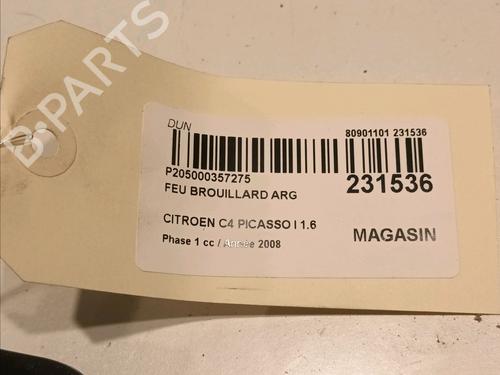 B-PARTS
DUN
80901101 231536
P205000357275
231536
FEU BROUILLARD ARG
CITROEN C4 PICASSO I 1.6
MAGASIN
Phase 1 cc / Année 2008